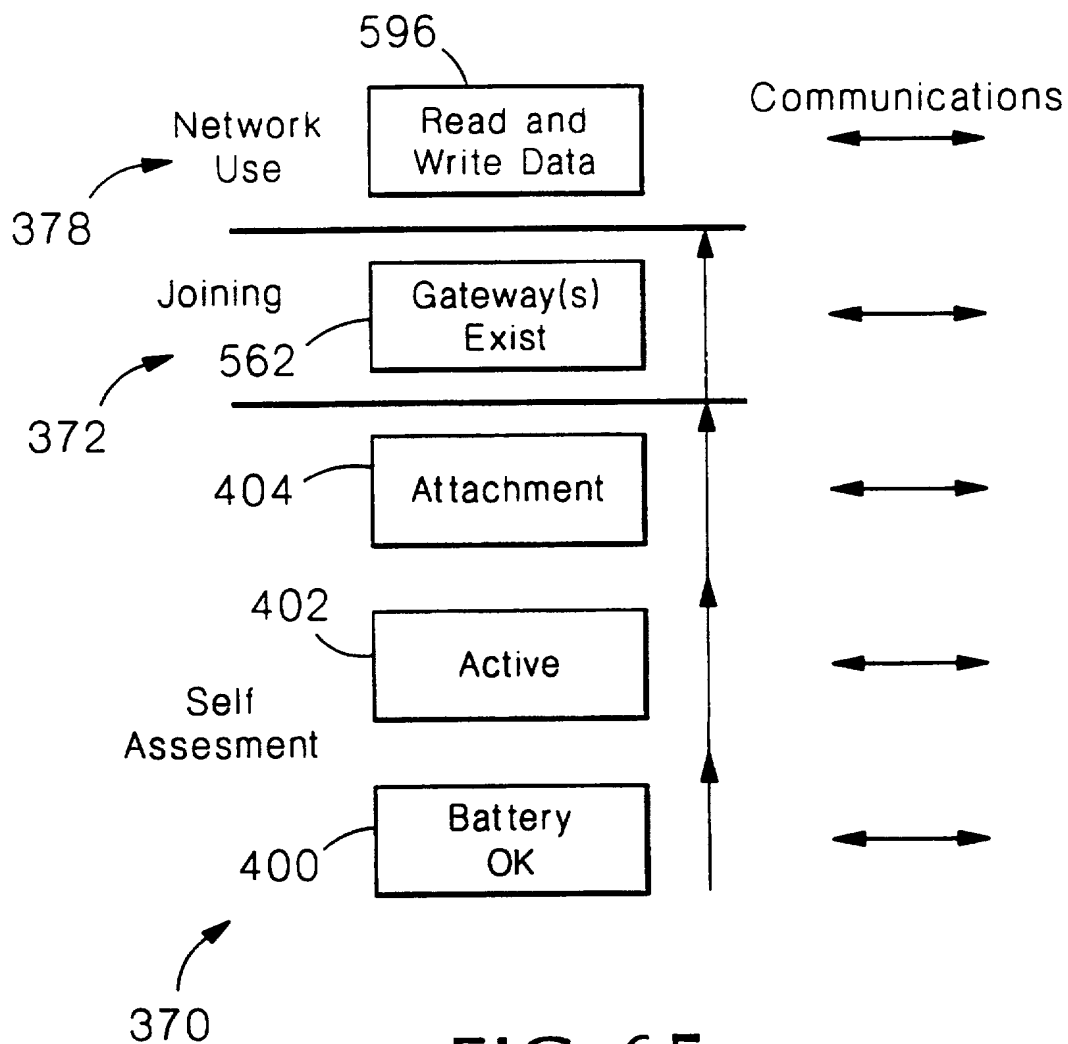 596
Communications
Read and
Write Data
Network
Use
378
Joining
Gateway(s)
Exist
562
372
Attachment
404
402
Active
Self
Assesment
Battery
OK
400
370